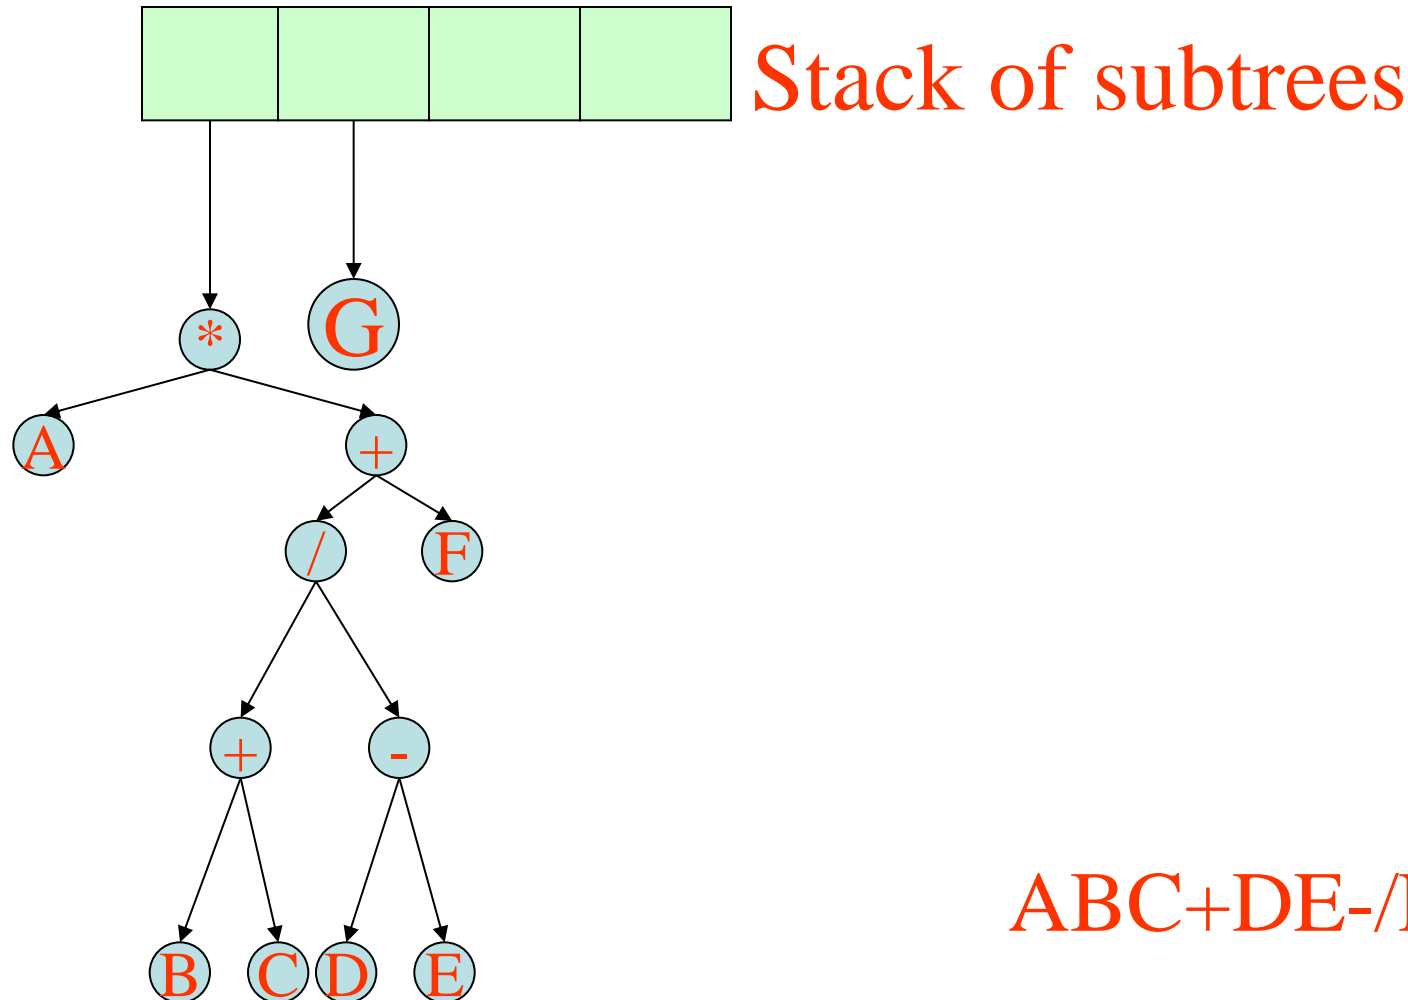 Stack of subtrees
* G
A +
/ F
+ -
B C D E
ABC+DE-/